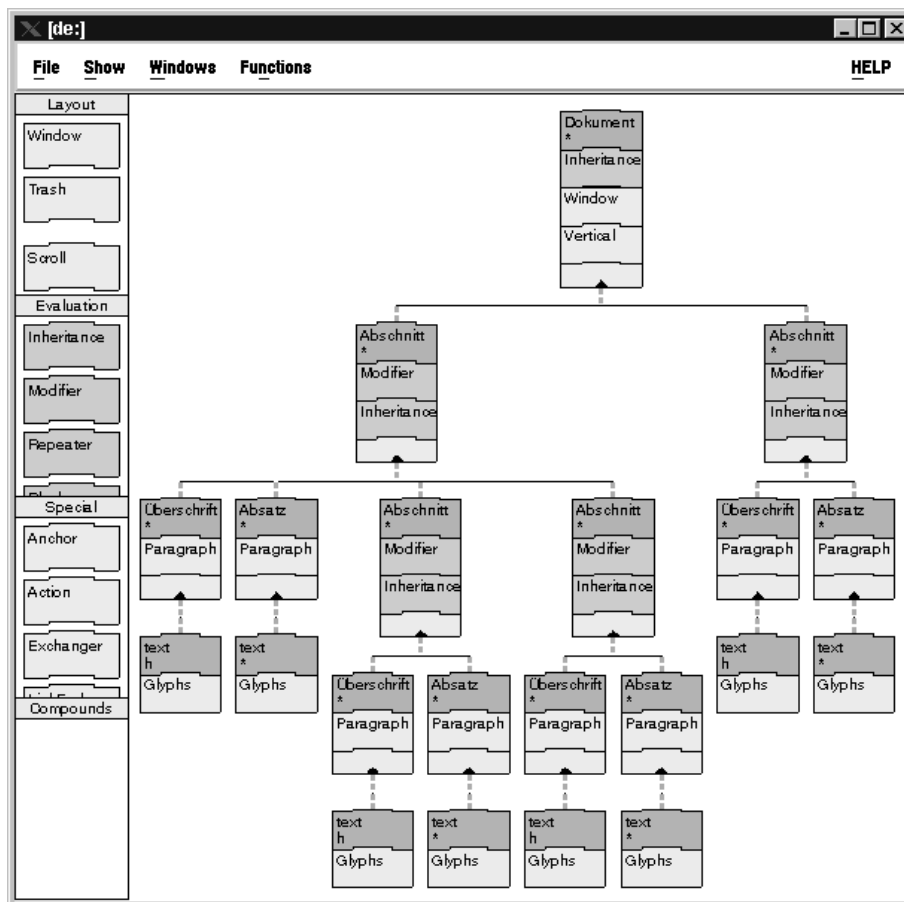 [de:]
File Show Windows Functions HELP
Layout
Window
Trash
Scroll
Evaluation
Inheritance
Modifier
Repeater
Special
Anchor
Action
Exchanger
Compounds
Dokument
*
Inheritance
Window
Vertical
Abschnitt
*
Modifier
Inheritance
Abschnitt
*
Modifier
Inheritance
Überschrift
*
Paragraph
Absatz
*
Paragraph
Abschnitt
*
Modifier
Inheritance
Abschnitt
*
Modifier
Inheritance
Überschrift
*
Paragraph
Absatz
*
Paragraph
text
h
Glyphs
text
*
Glyphs
text
h
Glyphs
text
*
Glyphs
Überschrift
*
Paragraph
Absatz
*
Paragraph
Überschrift
*
Paragraph
Absatz
*
Paragraph
text
h
Glyphs
text
*
Glyphs
text
h
Glyphs
text
*
Glyphs